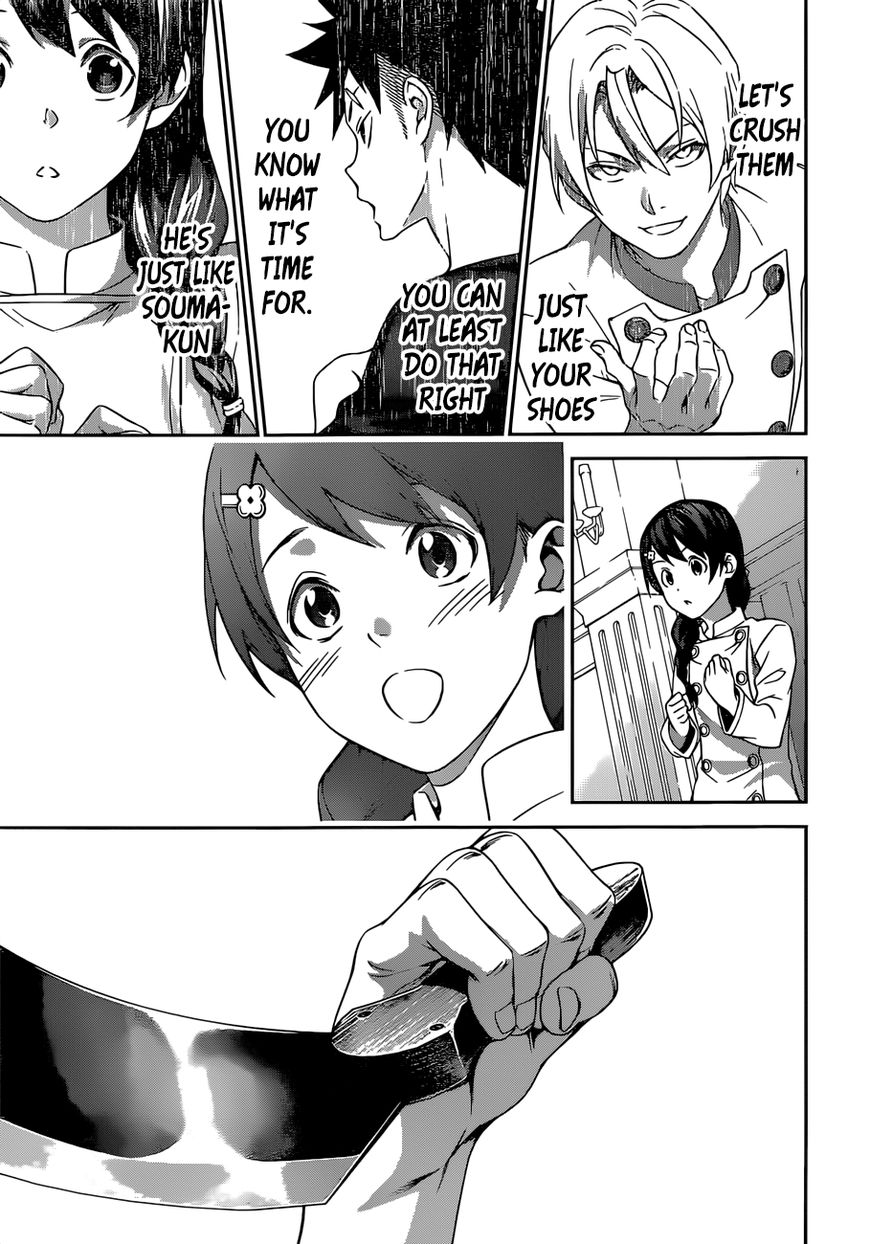 LET'S
CRUSH
THEM
JUST
LIKE
YOUR
SHOES
YOU
KNOW
WHAT
IT'S
TIME
FOR.
YOU CAN
AT LEAST
DO THAT
RIGHT
HE'S
JUST LIKE
SOUMA-
KUN